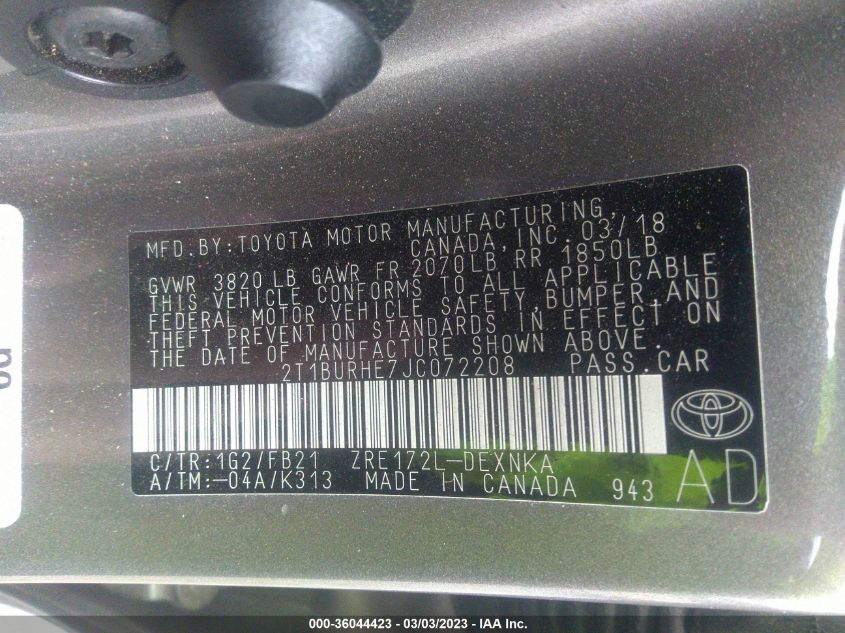 MFD. BY: TOYOTA MOTOR MANUFACTURING,
CANADA, INC. 03/18
GVWR 3820 LB GAWR FR 2070LB RR 1850LB
THIS VEHICLE CONFORMS TO ALL APPLICABLE
FEDERAL MOTOR VEHICLE SAFETY, BUMPER, AND
THEFT PREVENTION STANDARDS IN EFFECT ON
THE DATE OF MANUFACTURE SHOWN ABOVE.
2T1BURHE7JC072208 PASS. CAR
C/TR: 1G2/FB21 ZRE172L-DEXNKA
A/TM: -04A/K313 MADE IN CANADA 943 AD
000-36044423 - 03/03/2023 - IAA Inc.